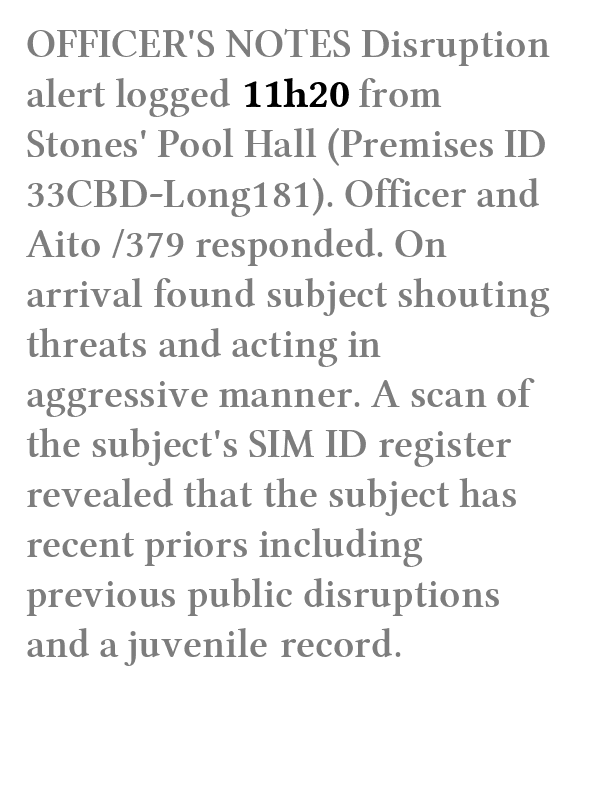 OFFICER'S NOTES Disruption
alert logged 11h20 from
Stones' Pool Hall (Premises ID
33CBD-Long181). Officer and
Aito /379 responded. On
arrival found subject shouting
threats and acting in
aggressive manner. A scan of
the subject's SIM ID register
revealed that the subject has
recent priors including
previous public disruptions
and a juvenile record.